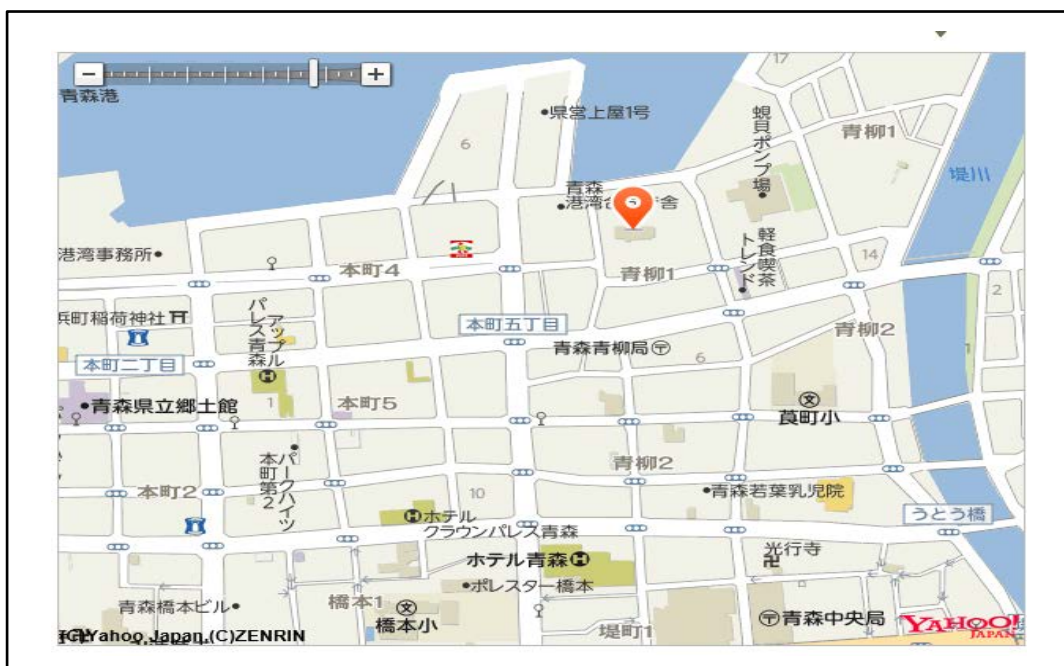 17
青森港
県営上屋1号
蜆貝ポンプ場
青柳1
6
堤川
青森
港湾合
舎
港湾事務所
本町4
青柳1
軽食喫茶
トレンド
14
2
浜町稲荷神社
アップル
パレス青森
本町五丁目
青柳2
青森青柳局
6
1
本町二丁目
1
本町5
青森県立郷土館
莨町小
パークハイツ
本町第2
青柳2
本町2
10
青森若葉乳児院
うとう橋
ホテル
クラウンパレス青森
光行寺
ホテル青森
ポレスター橋本
青森橋本ビル
橋本1
橋本小
堤町1
青森中央局
YAHOO!
JAPAN
(C)Yahoo Japan,(C)ZENRIN